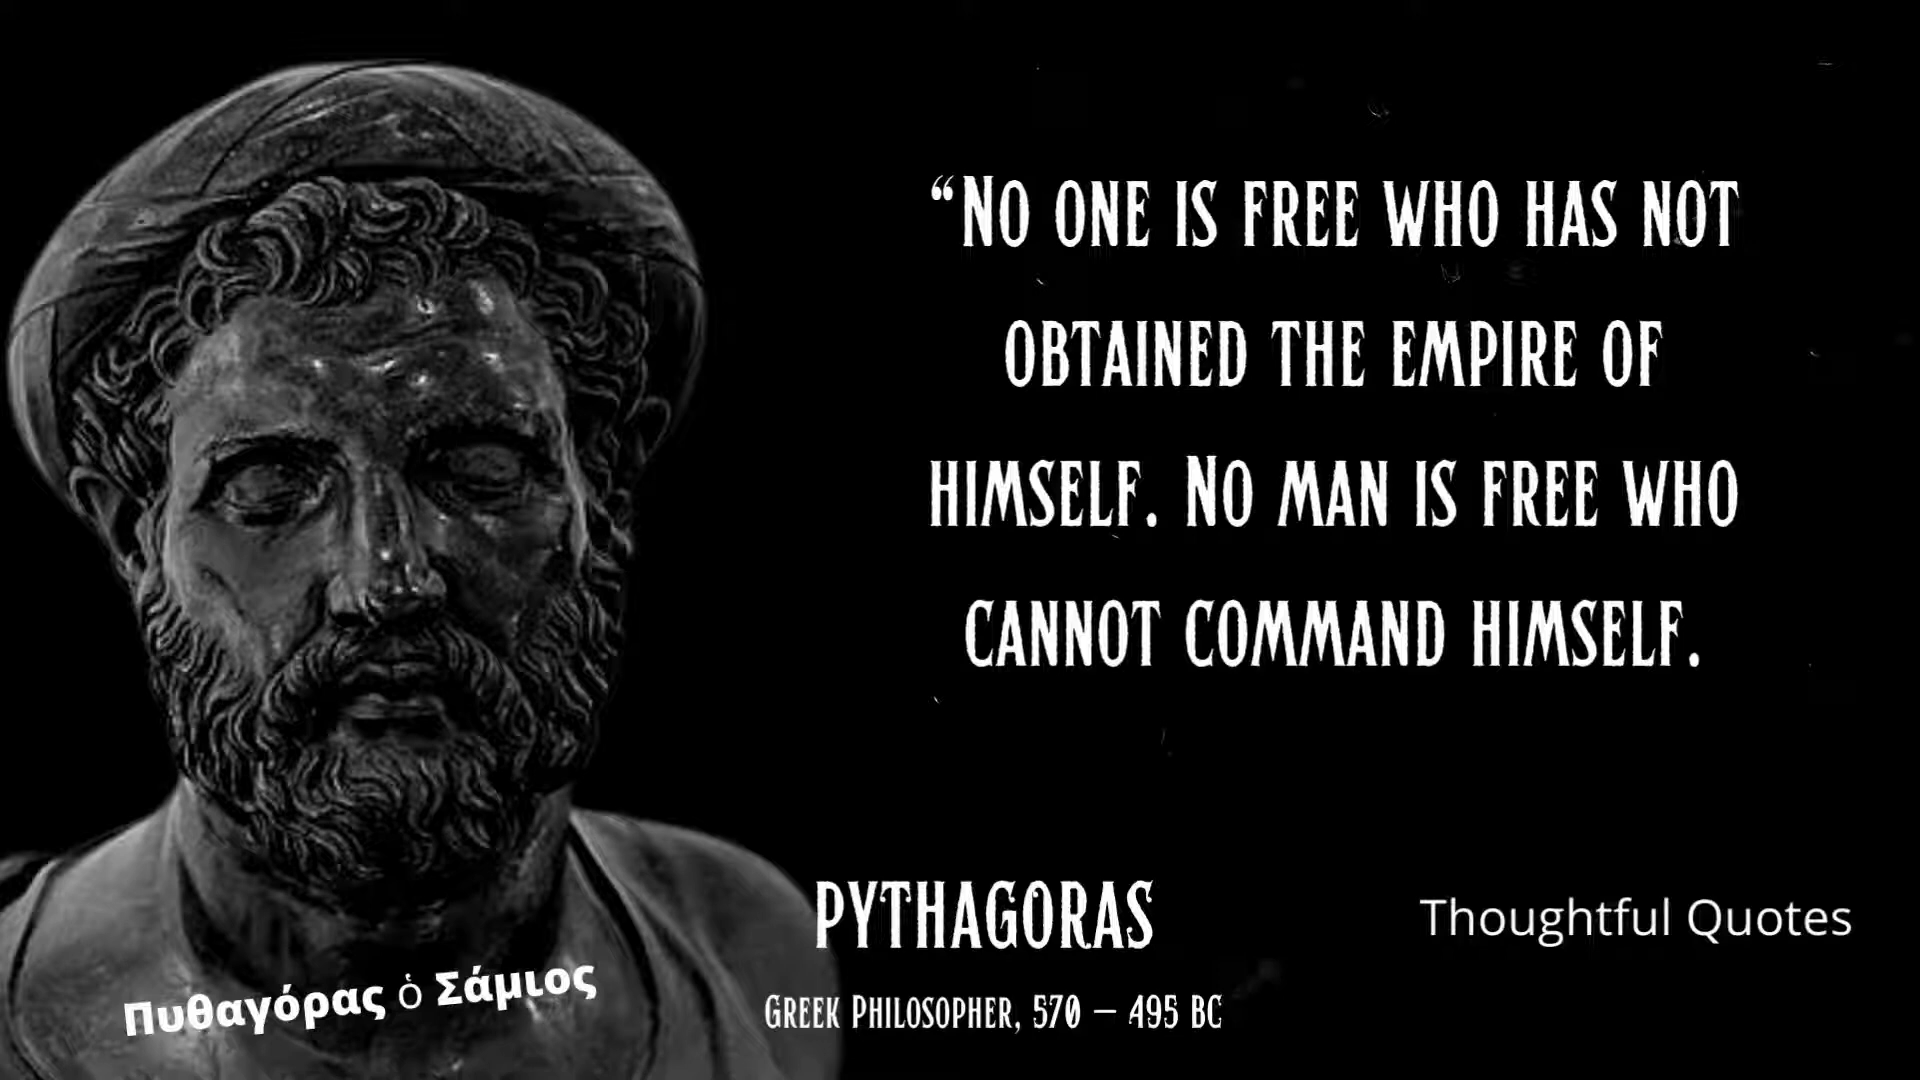 “No one is free who has not
obtained the empire of
himself. No man is free who
cannot command himself.
PYTHAGORAS
Thoughtful Quotes
Πυθαγόρας ὁ Σάμιος
Greek Philosopher, 570 – 495 BC